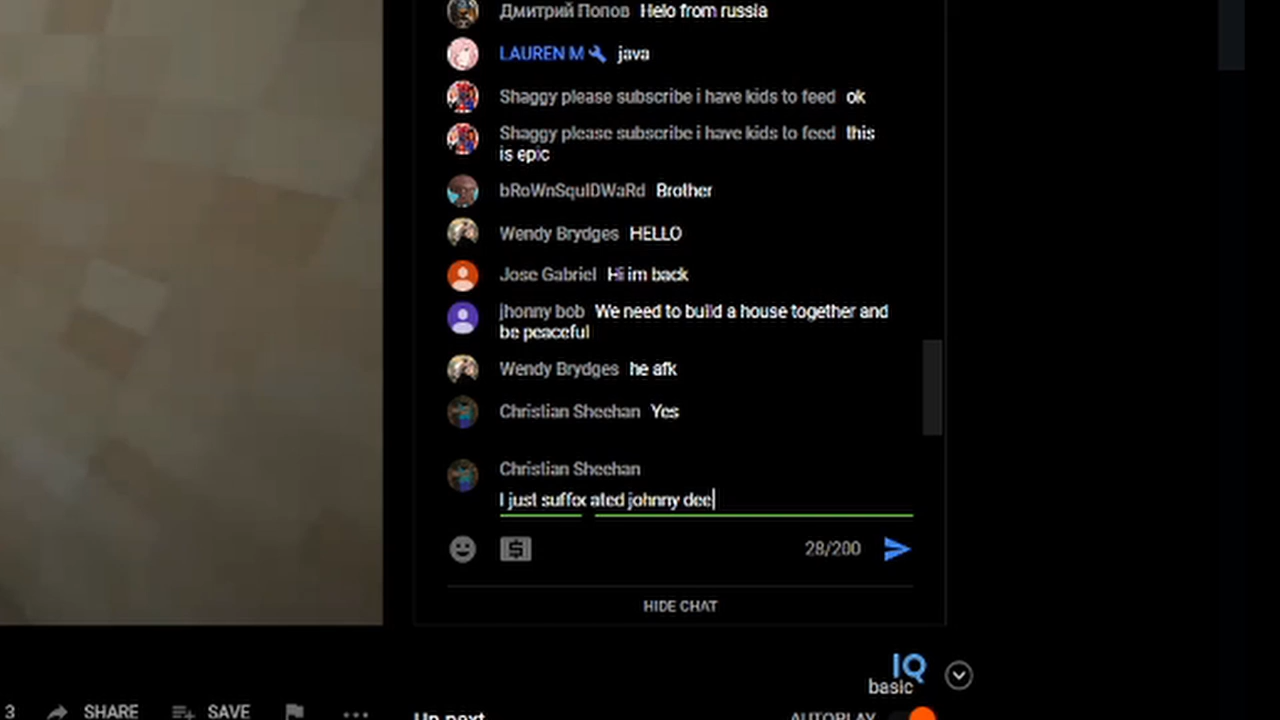 Дмитрий Попов Helo from russia
LAUREN M java
Shaggy please subscribe i have kids to feed ok
Shaggy please subscribe i have kids to feed this
is epic
bRoWnSquIDWaRd Brother
Wendy Brydges HELLO
Jose Gabriel Hi im back
jhonny bob We need to build a house together and
be peaceful
Wendy Brydges he afk
Christian Sheehan Yes
Christian Sheehan
I just suffox ated johnny dee
28/200
HIDE CHAT
IQ
basic
3 SHARE SAVE
Up next AUTOPLAY